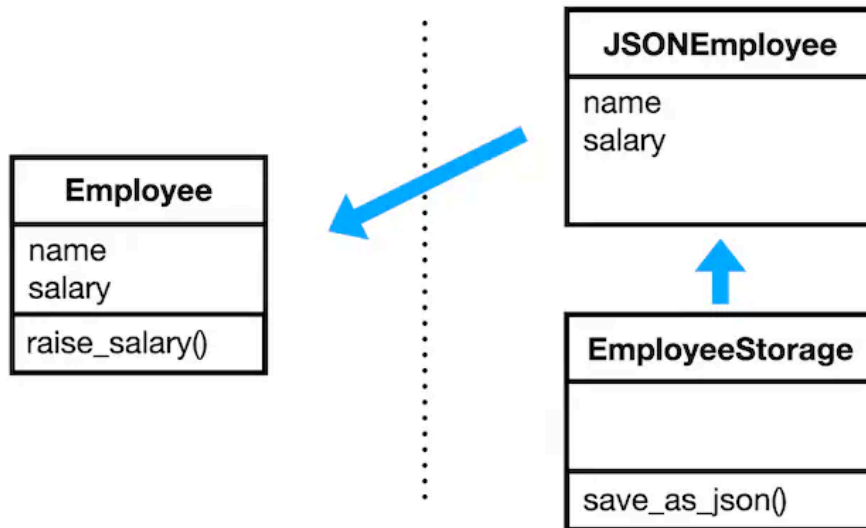 Employee
name
salary
raise_salary()
JSONEmployee
name
salary
EmployeeStorage
save_as_json()